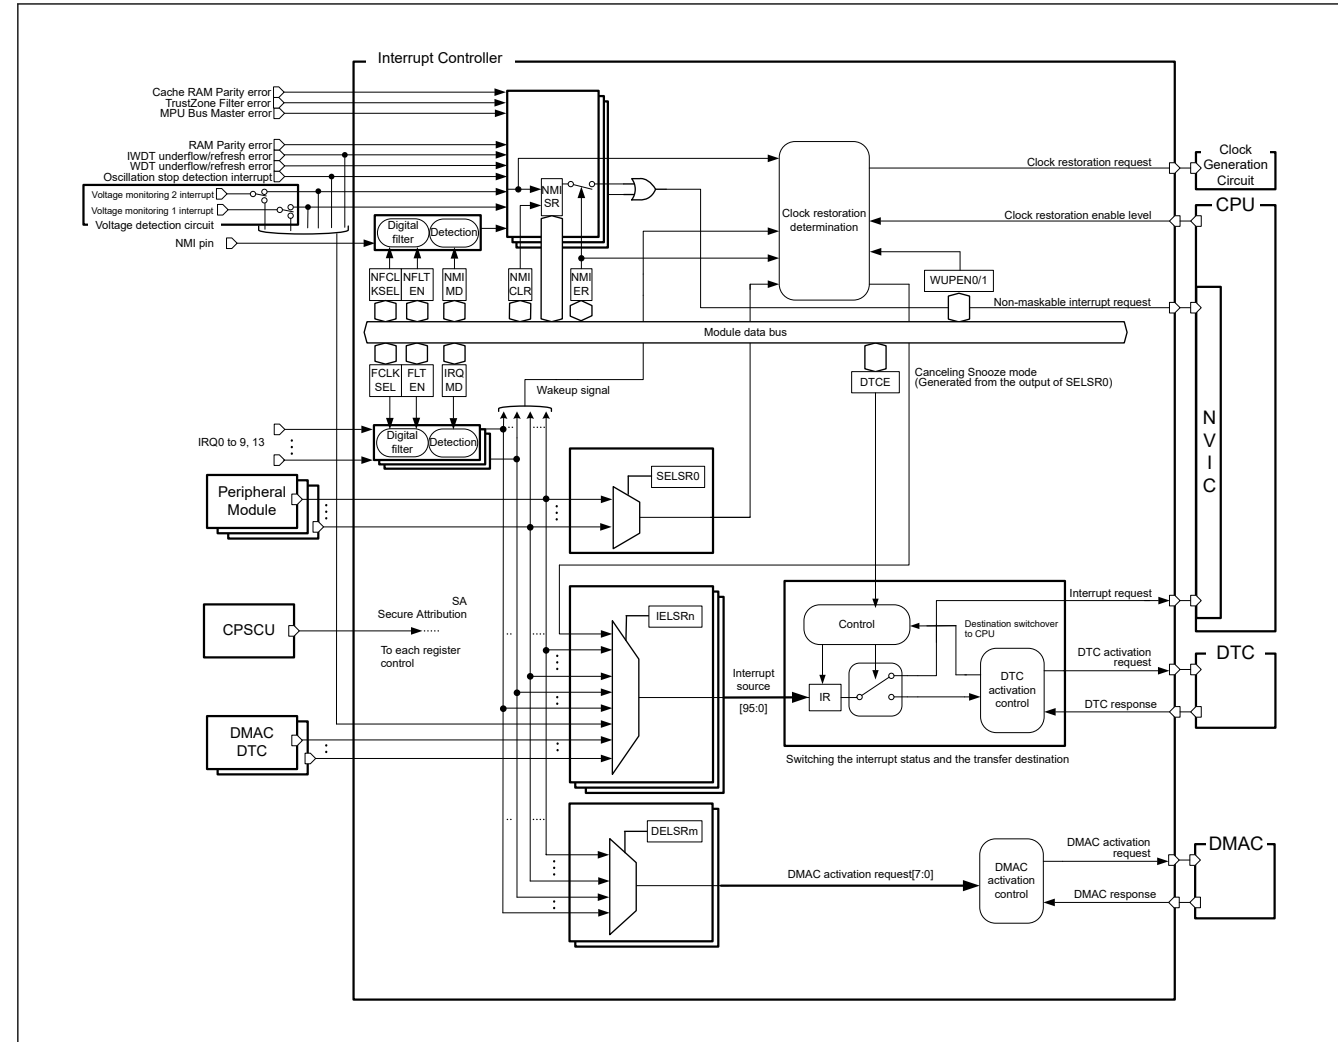 Interrupt Controller
Cache RAM Parity error
TrustZone Filter error
MPU Bus Master error
RAM Parity error
IWDT underflow/refresh error
WDT underflow/refresh error
Oscillation stop detection interrupt
Voltage monitoring 2 interrupt
Voltage monitoring 1 interrupt
Voltage detection circuit
NMI pin
Digital
filter
Detection
NMI
SR
NFCL
KSEL
NFLT
EN
NMI
MD
NMI
CLR
NMI
ER
Clock restoration
determination
WUPEN0/1
Clock restoration request
Clock restoration enable level
Non-maskable interrupt request
Clock
Generation
Circuit
CPU
N
V
I
C
Module data bus
FCLK
SEL
FLT
EN
IRQ
MD
DTCE
Canceling Snooze mode
(Generated from the output of SELSR0)
Wakeup signal
IRQ0 to 9, 13
Digital
filter
Detection
Peripheral
Module
SELSR0
CPSCU
SA
Secure Attribution
To each register
control
IELSRn
Interrupt
source
[95:0]
Control
Destination switchover
to CPU
IR
DTC
activation
control
Switching the interrupt status and the transfer destination
Interrupt request
DTC activation
request
DTC response
DTC
DMAC
DTC
DELSRm
DMAC activation request[7:0]
DMAC
activation
control
DMAC activation
request
DMAC response
DMAC